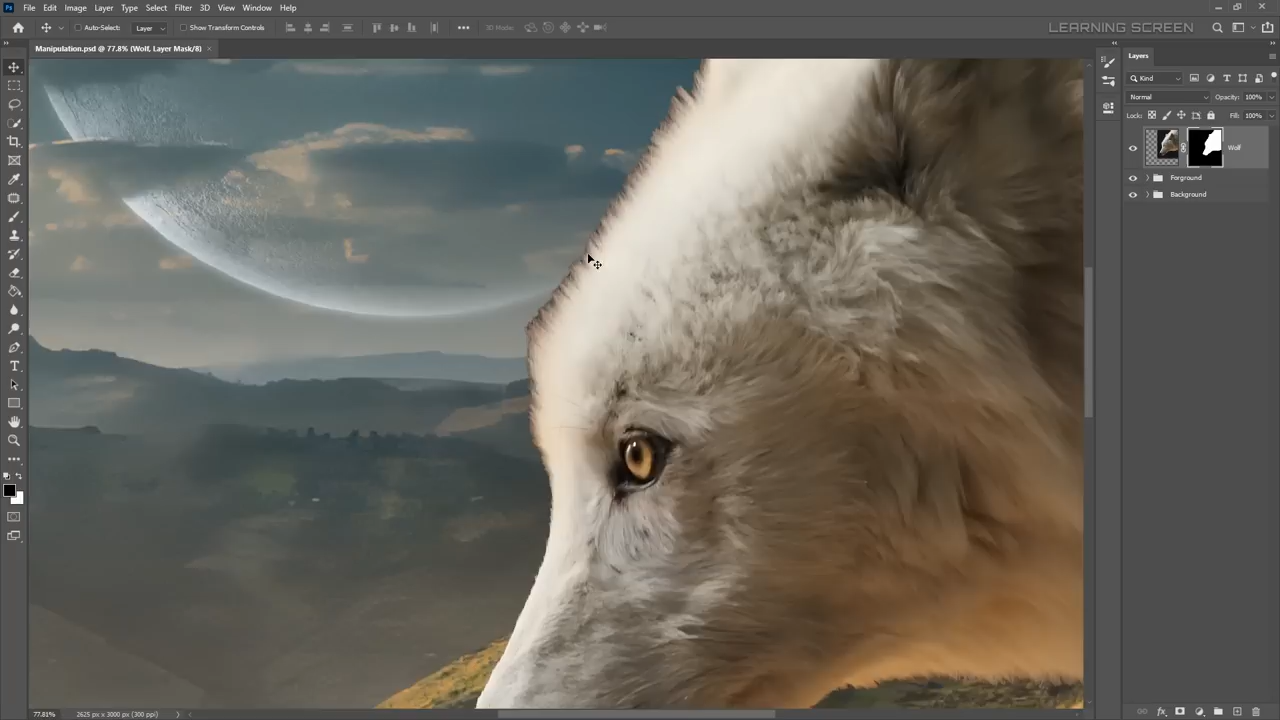 File Edit Image Layer Type Select Filter 3D View Window Help
Auto-Select: Layer Show Transform Controls 3D Mode: LEARNING SCREEN
Manipulation.psd @ 77.8% (Wolf, Layer Mask/8) ×
Layers
Kind
Normal Opacity: 100%
Lock: Fill: 100%
Wolf
Forground
Background
77.81% 2625 px x 3000 px (300 ppi)